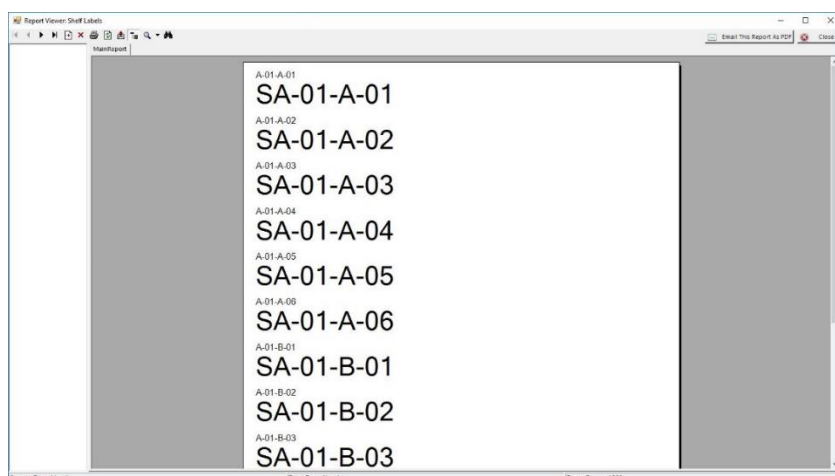 Report Viewer: Shelf Labels
Email This Report As PDF
Close
MainReport
A-01-A-01
SA-01-A-01
A-01-A-02
SA-01-A-02
A-01-A-03
SA-01-A-03
A-01-A-04
SA-01-A-04
A-01-A-05
SA-01-A-05
A-01-A-06
SA-01-A-06
A-01-B-01
SA-01-B-01
A-01-B-02
SA-01-B-02
A-01-B-03
SA-01-B-03